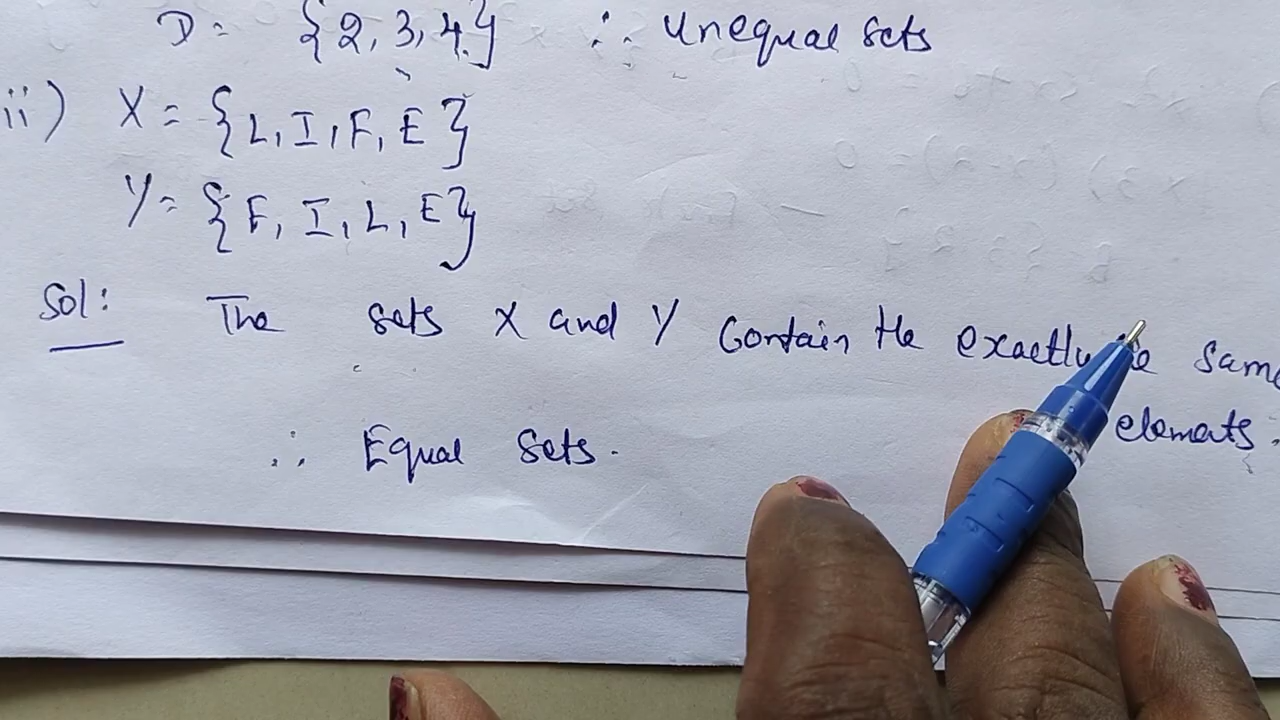 D = {2, 3, 4} ∴ Unequal sets
ii) X = {L, I, F, E}
Y = {F, I, L, E}
Sol: The sets X and Y Contain the exactly same
elements.
∴ Equal Sets.